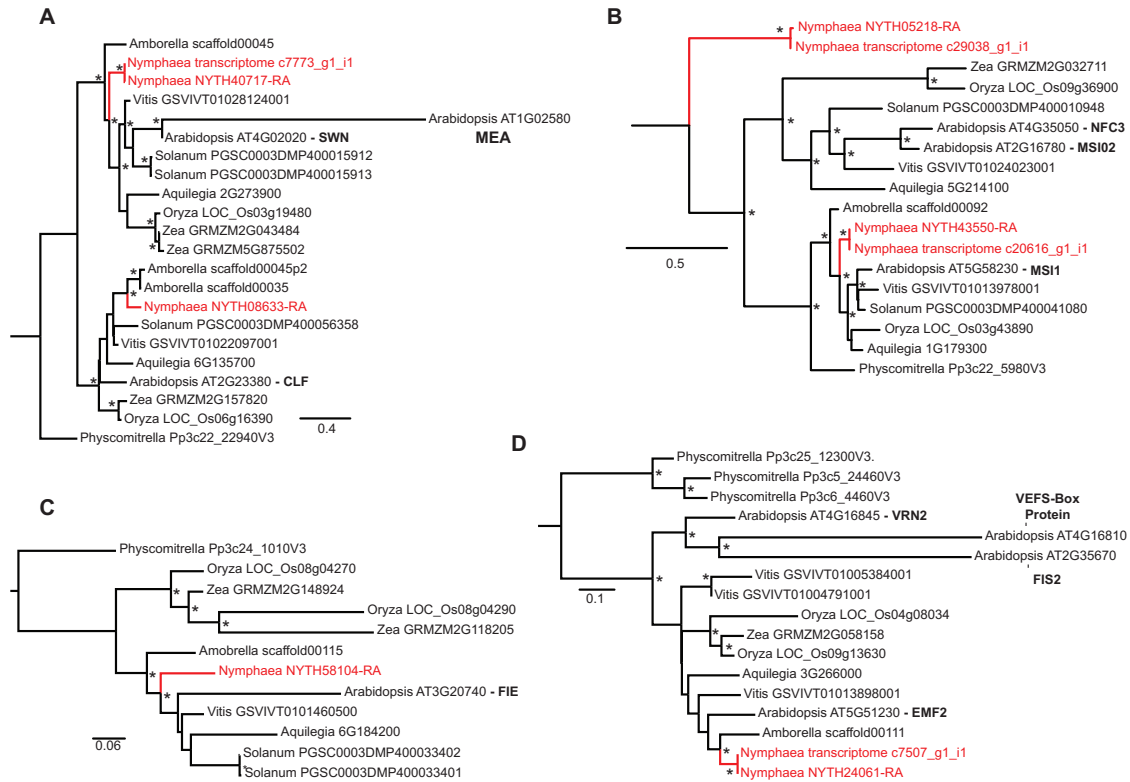 A
Amborella scaffold00045
Nymphaea transcriptome c7773_g1_i1
Nymphaea NYTH40717-RA
Vitis GSVIVT01028124001
Arabidopsis AT1G02580
MEA
Arabidopsis AT4G02020 - SWN
Solanum PGSC0003DMP400015912
Solanum PGSC0003DMP400015913
Aquilegia 2G273900
Oryza LOC_Os03g19480
Zea GRMZM2G043484
Zea GRMZM5G875502
Amborella scaffold00045p2
Amborella scaffold00035
Nymphaea NYTH08633-RA
Solanum PGSC0003DMP400056358
Vitis GSVIVT01022097001
Aquilegia 6G135700
Arabidopsis AT2G23380 - CLF
Zea GRMZM2G157820
Oryza LOC_Os06g16390
Physcomitrella Pp3c22_22940V3
0.4
B
Nymphaea NYTH05218-RA
Nymphaea transcriptome c29038_g1_i1
Zea GRMZM2G032711
Oryza LOC_Os09g36900
Solanum PGSC0003DMP400010948
Arabidopsis AT4G35050 - NFC3
Arabidopsis AT2G16780 - MSI02
Vitis GSVIVT01024023001
Aquilegia 5G214100
Amobrella scaffold00092
Nymphaea NYTH43550-RA
Nymphaea transcriptome c20616_g1_i1
Arabidopsis AT5G58230 - MSI1
Vitis GSVIVT01013978001
Solanum PGSC0003DMP400041080
Oryza LOC_Os03g43890
Aquilegia 1G179300
Physcomitrella Pp3c22_5980V3
0.5
C
Physcomitrella Pp3c24_1010V3
Oryza LOC_Os08g04270
Zea GRMZM2G148924
Oryza LOC_Os08g04290
Zea GRMZM2G118205
Amobrella scaffold00115
Nymphaea NYTH58104-RA
Arabidopsis AT3G20740 - FIE
Vitis GSVIVT0101460500
Aquilegia 6G184200
Solanum PGSC0003DMP400033402
Solanum PGSC0003DMP400033401
0.06
D
Physcomitrella Pp3c25_12300V3.
Physcomitrella Pp3c5_24460V3
Physcomitrella Pp3c6_4460V3
Arabidopsis AT4G16845 - VRN2
VEFS-Box
Protein
Arabidopsis AT4G16810
Arabidopsis AT2G35670
FIS2
Vitis GSVIVT01005384001
Vitis GSVIVT01004791001
Oryza LOC_Os04g08034
Zea GRMZM2G058158
Oryza LOC_Os09g13630
Aquilegia 3G266000
Vitis GSVIVT01013898001
Arabidopsis AT5G51230 - EMF2
Amborella scaffold00111
Nymphaea transcriptome c7507_g1_i1
Nymphaea NYTH24061-RA
0.1